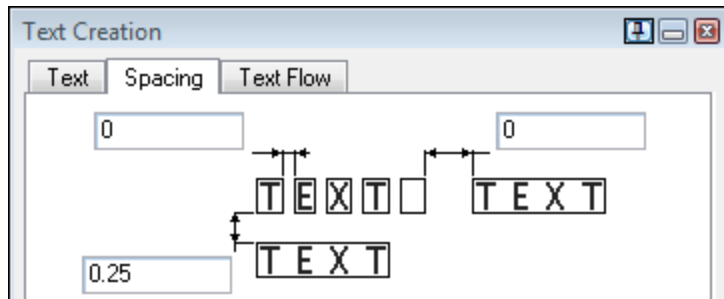 Text Creation
Text Spacing Text Flow
0 0
T E X T T E X T
0.25 T E X T